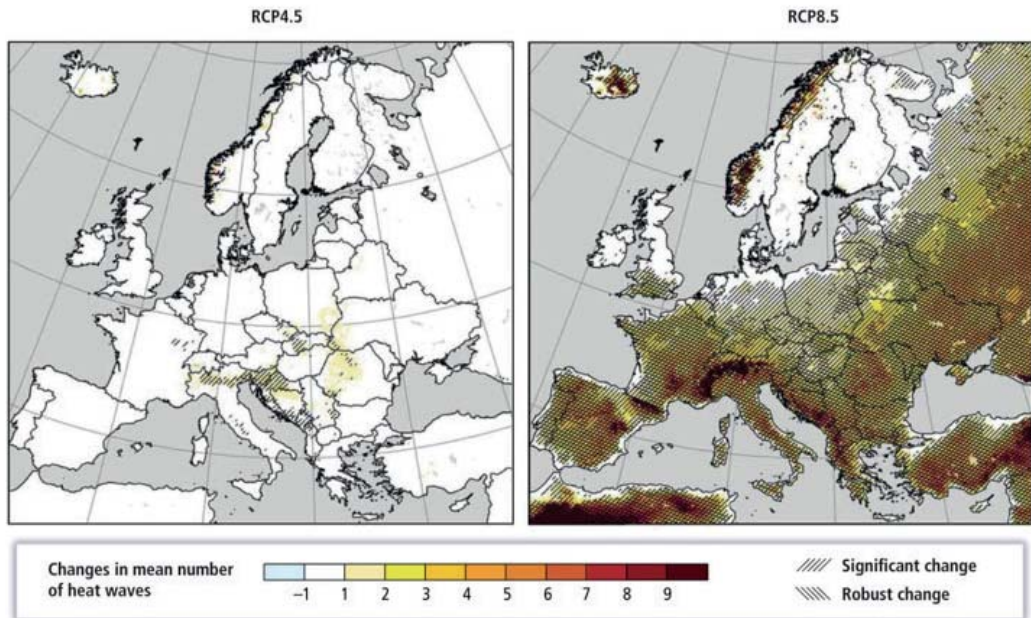 RCP4.5
RCP8.5
Changes in mean number
of heat waves
−1 1 2 3 4 5 6 7 8 9
Significant change
Robust change